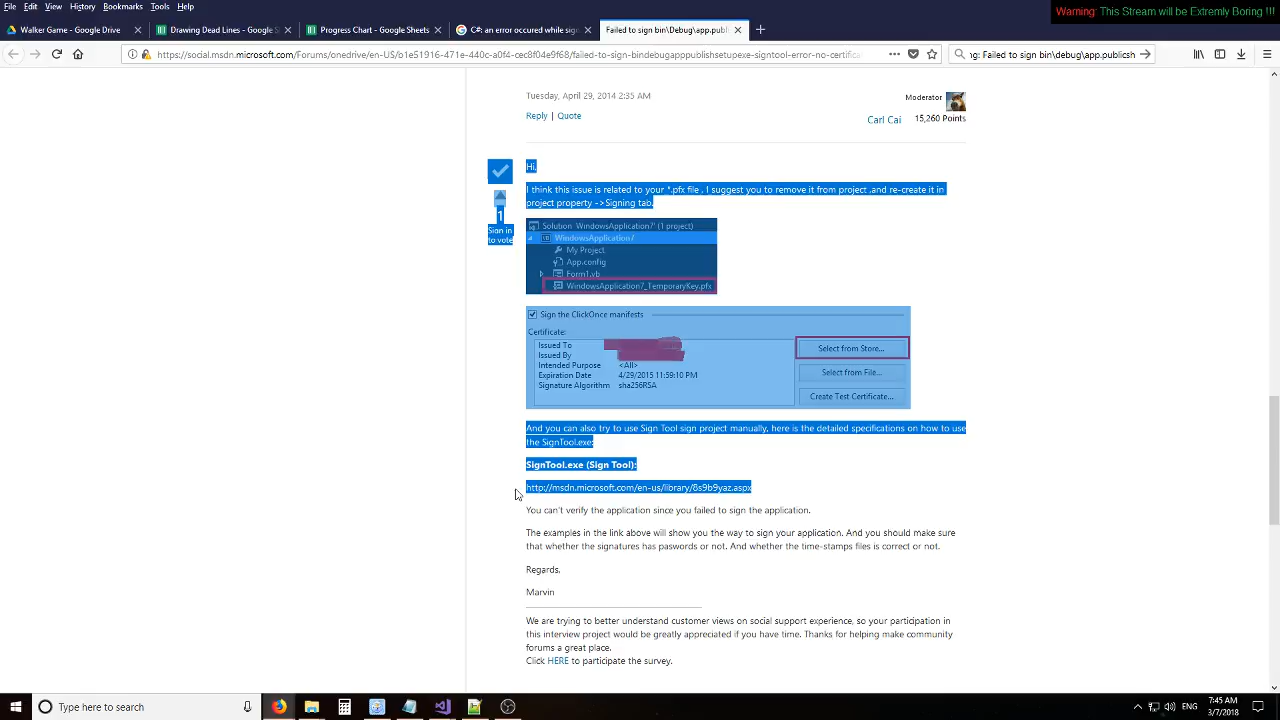 File Edit View History Bookmarks Tools Help
Warning: This Stream will be Extremly Boring !!!
Walker Game - Google Drive
Drawing Dead Lines - Google S
Progress Chart - Google Sheets
C#: an error occured while sign
Failed to sign bin\Debug\app.publ
https://social.msdn.microsoft.com/Forums/onedrive/en-US/b1e51916-471e-440c-a0f4-cec8f04e9f68/failed-to-sign-bindebugapppublishsetupexe-signtool-error-no-certifica
ng: Failed to sign bin\debug\app.publicsh
Tuesday, April 29, 2014 2:35 AM
Moderator
Reply | Quote
Carl Cai
15,260 Points
1
Sign in
to vote
Hi,
I think this issue is related to your *.pfx file , I suggest you to remove it from project ,and re-create it in
project property ->Signing tab.
Solution 'WindowsApplication7' (1 project)
WindowsApplication7
My Project
App.config
Form1.vb
WindowsApplication7_TemporaryKey.pfx
Sign the ClickOnce manifests
Certificate:
Issued To
Issued By
Intended Purpose <All>
Expiration Date 4/29/2015 11:59:10 PM
Signature Algorithm sha256RSA
Select from Store...
Select from File...
Create Test Certificate...
And you can also try to use Sign Tool sign project manually, here is the detailed specifications on how to use
the SignTool.exe:
SignTool.exe (Sign Tool):
http://msdn.microsoft.com/en-us/library/8s9b9yaz.aspx
You can't verify the application since you failed to sign the application.
The examples in the link above will show you the way to sign your application. And you should make sure
that whether the signatures has paswords or not. And whether the time-stamps files is correct or not.
Regards,
Marvin
We are trying to better understand customer views on social support experience, so your participation in
this interview project would be greatly appreciated if you have time. Thanks for helping make community
forums a great place.
Click HERE to participate the survey.
Type here to search
ENG
7:45 AM
3/7/2018